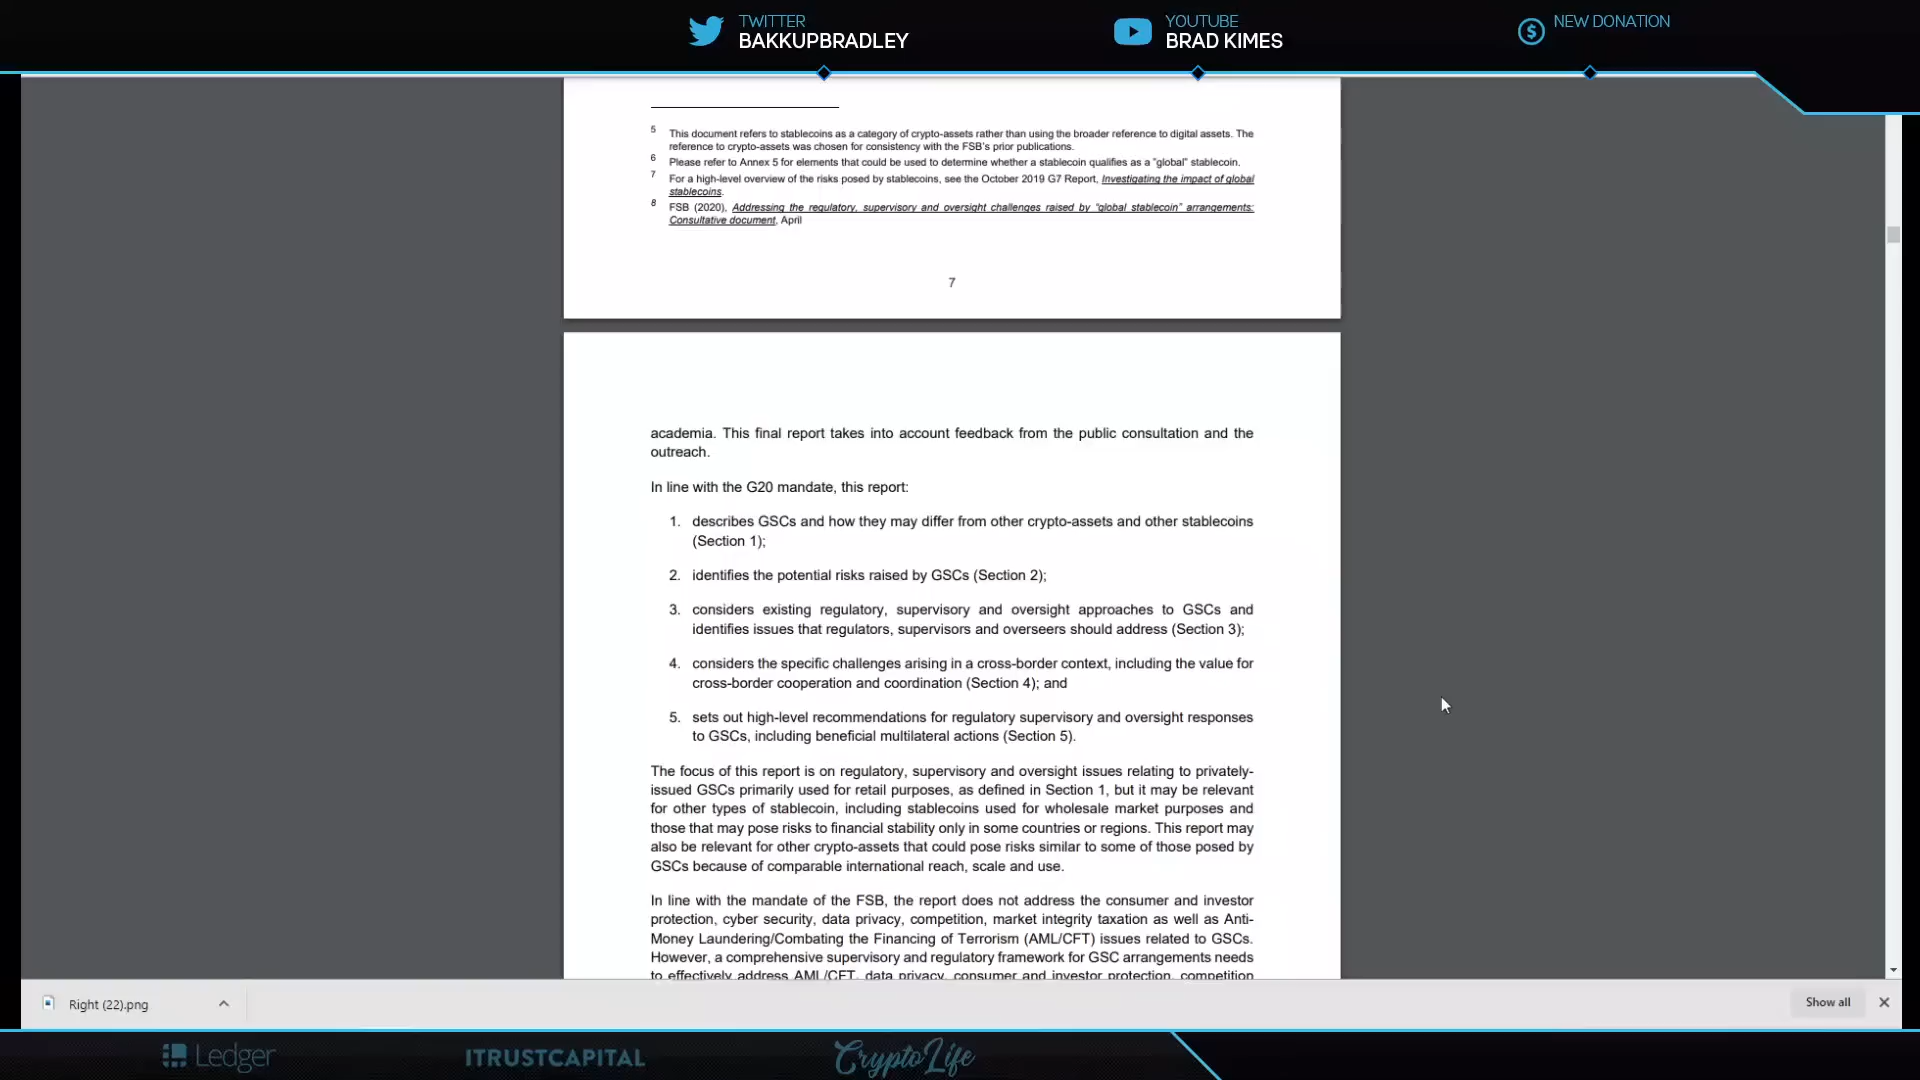 TWITTER
BAKKUPBRADLEY
YOUTUBE
BRAD KIMES
NEW DONATION
5 This document refers to stablecoins as a category of crypto-assets rather than using the broader reference to digital assets. The
reference to crypto-assets was chosen for consistency with the FSB's prior publications.
6 Please refer to Annex 5 for elements that could be used to determine whether a stablecoin qualifies as a "global" stablecoin.
7 For a high-level overview of the risks posed by stablecoins, see the October 2019 G7 Report, Investigating the impact of global
stablecoins.
8 FSB (2020), Addressing the regulatory, supervisory and oversight challenges raised by "global stablecoin" arrangements:
Consultative document, April
7
academia. This final report takes into account feedback from the public consultation and the
outreach.
In line with the G20 mandate, this report:
1. describes GSCs and how they may differ from other crypto-assets and other stablecoins
(Section 1);
2. identifies the potential risks raised by GSCs (Section 2);
3. considers existing regulatory, supervisory and oversight approaches to GSCs and
identifies issues that regulators, supervisors and overseers should address (Section 3);
4. considers the specific challenges arising in a cross-border context, including the value for
cross-border cooperation and coordination (Section 4); and
5. sets out high-level recommendations for regulatory supervisory and oversight responses
to GSCs, including beneficial multilateral actions (Section 5).
The focus of this report is on regulatory, supervisory and oversight issues relating to privately-
issued GSCs primarily used for retail purposes, as defined in Section 1, but it may be relevant
for other types of stablecoin, including stablecoins used for wholesale market purposes and
those that may pose risks to financial stability only in some countries or regions. This report may
also be relevant for other crypto-assets that could pose risks similar to some of those posed by
GSCs because of comparable international reach, scale and use.
In line with the mandate of the FSB, the report does not address the consumer and investor
protection, cyber security, data privacy, competition, market integrity taxation as well as Anti-
Money Laundering/Combating the Financing of Terrorism (AML/CFT) issues related to GSCs.
However, a comprehensive supervisory and regulatory framework for GSC arrangements needs
to effectively address AML/CFT, data privacy, consumer and investor protection, competition
Right (22).png
Show all
Ledger
ITRUSTCAPITAL
CryptoLife